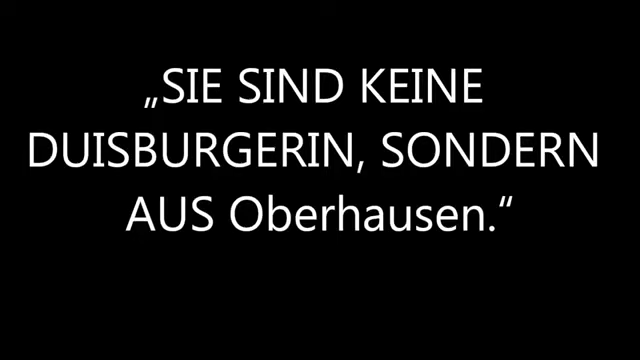 „SIE SIND KEINE
DUISBURGERIN, SONDERN
AUS Oberhausen.“